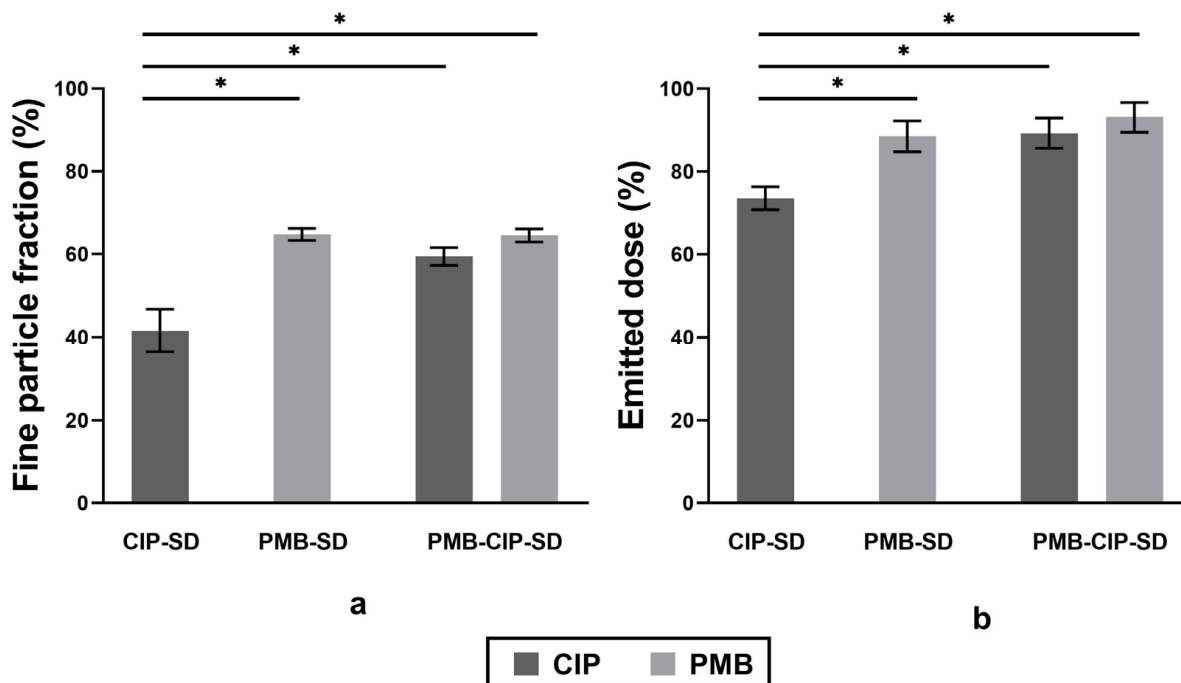 * *
* *
* *
100 100
80 80
60 60
40 40
20 20
0 0
Fine particle fraction (%)
Emitted dose (%)
CIP-SD PMB-SD PMB-CIP-SD CIP-SD PMB-SD PMB-CIP-SD
a b
CIP PMB